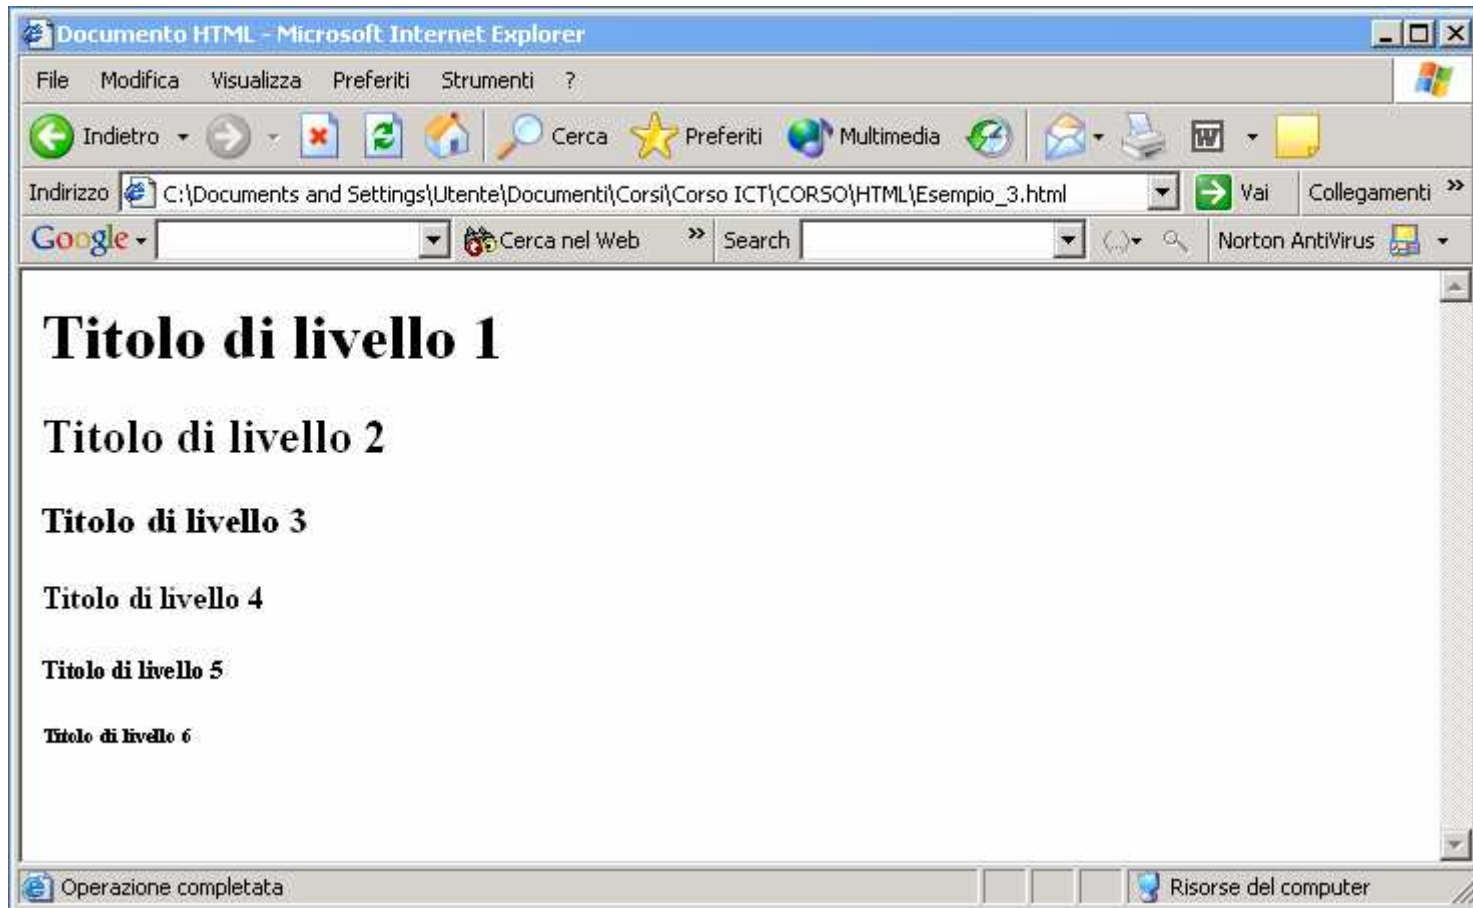 Documento HTML - Microsoft Internet Explorer
File Modifica Visualizza Preferiti Strumenti ?
Indietro Cerca Preferiti Multimedia W
Indirizzo C:\Documents and Settings\Utente\Documenti\Corsi\Corso ICT\CORSO\HTML\Esempio_3.html Vai Collegamenti »
Google Cerca nel Web » Search Norton AntiVirus
Titolo di livello 1
Titolo di livello 2
Titolo di livello 3
Titolo di livello 4
Titolo di livello 5
Titolo di livello 6
Operazione completata Risorse del computer